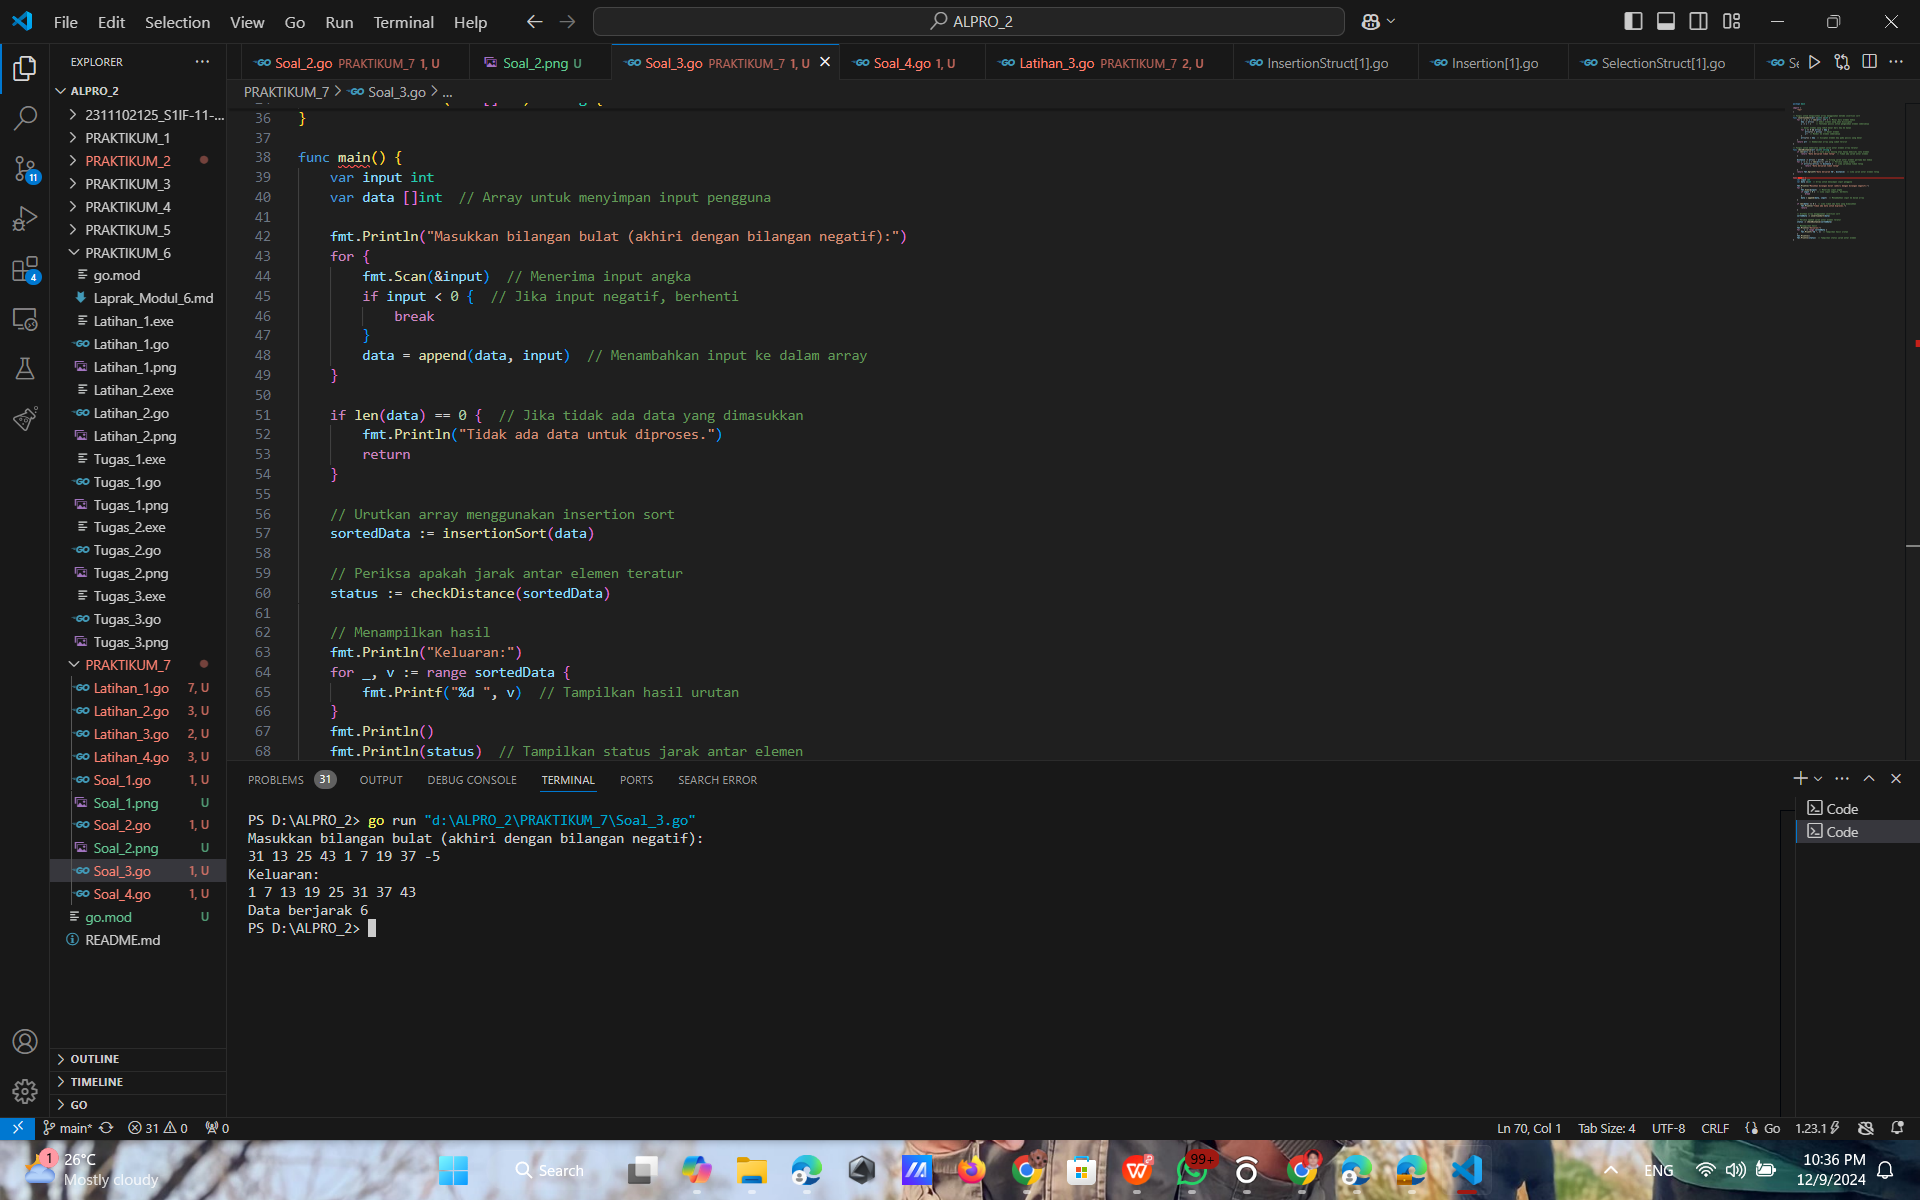 File Edit Selection View Go Run Terminal Help
ALPRO_2
EXPLORER
Soal_2.go PRAKTIKUM_7 1, U
Soal_2.png U
Soal_3.go PRAKTIKUM_7 1, U
Soal_4.go 1, U
Latihan_3.go PRAKTIKUM_7 2, U
InsertionStruct[1].go
Insertion[1].go
SelectionStruct[1].go
PRAKTIKUM_7 > Soal_3.go > ...
ALPRO_2
2311102125_S1IF-11-...
PRAKTIKUM_1
PRAKTIKUM_2
PRAKTIKUM_3
PRAKTIKUM_4
PRAKTIKUM_5
PRAKTIKUM_6
go.mod
Laprak_Modul_6.md
Latihan_1.exe
Latihan_1.go
Latihan_1.png
Latihan_2.exe
Latihan_2.go
Latihan_2.png
Tugas_1.exe
Tugas_1.go
Tugas_1.png
Tugas_2.exe
Tugas_2.go
Tugas_2.png
Tugas_3.exe
Tugas_3.go
Tugas_3.png
PRAKTIKUM_7
Latihan_1.go 7, U
Latihan_2.go 3, U
Latihan_3.go 2, U
Latihan_4.go 3, U
Soal_1.go 1, U
Soal_1.png U
Soal_2.go 1, U
Soal_2.png U
Soal_3.go 1, U
Soal_4.go 1, U
go.mod U
README.md
OUTLINE
TIMELINE
GO
36 }
37
38 func main() {
39 var input int
40 var data []int // Array untuk menyimpan input pengguna
41
42 fmt.Println("Masukkan bilangan bulat (akhiri dengan bilangan negatif):")
43 for {
44 fmt.Scan(&input) // Menerima input angka
45 if input < 0 { // Jika input negatif, berhenti
46 break
47 }
48 data = append(data, input) // Menambahkan input ke dalam array
49 }
50
51 if len(data) == 0 { // Jika tidak ada data yang dimasukkan
52 fmt.Println("Tidak ada data untuk diproses.")
53 return
54 }
55
56 // Urutkan array menggunakan insertion sort
57 sortedData := insertionSort(data)
58
59 // Periksa apakah jarak antar elemen teratur
60 status := checkDistance(sortedData)
61
62 // Menampilkan hasil
63 fmt.Println("Keluaran:")
64 for _, v := range sortedData {
65 fmt.Printf("%d ", v) // Tampilkan hasil urutan
66 }
67 fmt.Println()
68 fmt.Println(status) // Tampilkan status jarak antar elemen
PROBLEMS 31 OUTPUT DEBUG CONSOLE TERMINAL PORTS SEARCH ERROR
PS D:\ALPRO_2> go run "d:\ALPRO_2\PRAKTIKUM_7\Soal_3.go"
Masukkan bilangan bulat (akhiri dengan bilangan negatif):
31 13 25 43 1 7 19 37 -5
Keluaran:
1 7 13 19 25 31 37 43
Data berjarak 6
PS D:\ALPRO_2>
Code
Code
11
4
main* 31 0 0
Ln 70, Col 1 Tab Size: 4 UTF-8 CRLF Go 1.23.1
1
26°C
Mostly cloudy
Search
99+
ENG
10:36 PM
12/9/2024